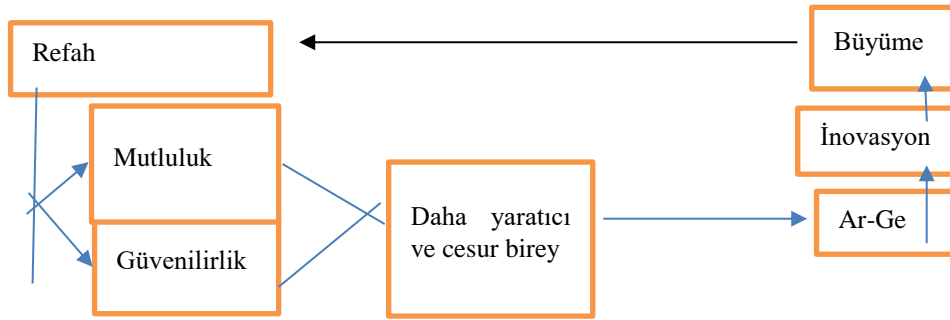 Refah
Büyüme
Mutluluk
İnovasyon
Daha yaratıcı
ve cesur birey
Ar-Ge
Güvenilirlik